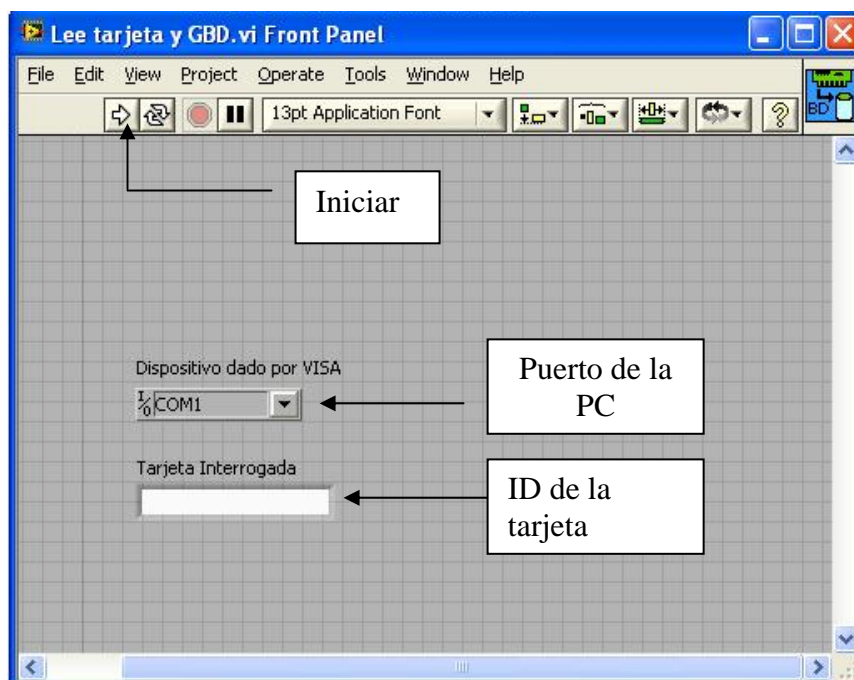 Lee tarjeta y GBD.vi Front Panel
File Edit View Project Operate Tools Window Help
13pt Application Font
BD
Iniciar
Dispositivo dado por VISA
I/O COM1
Puerto de la
PC
Tarjeta Interrogada
ID de la
tarjeta